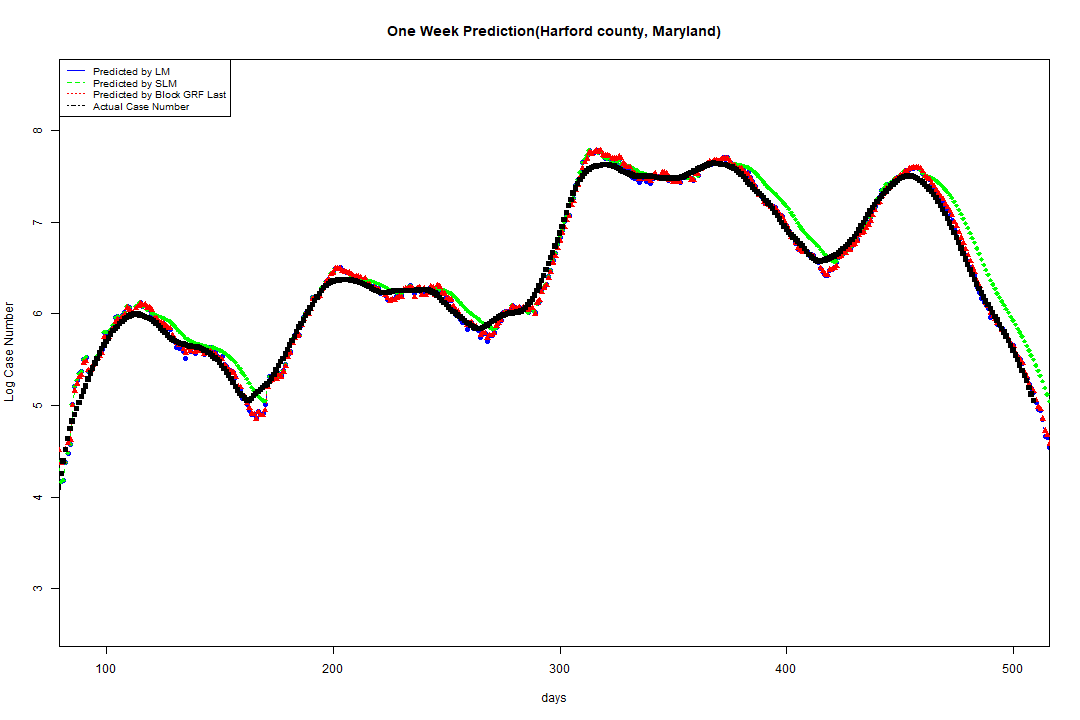 One Week Prediction(Harford county, Maryland)
Predicted by LM
Predicted by SLM
Predicted by Block GRF Last
Actual Case Number
Log Case Number
8
7
6
5
4
3
100 200 300 400 500
days